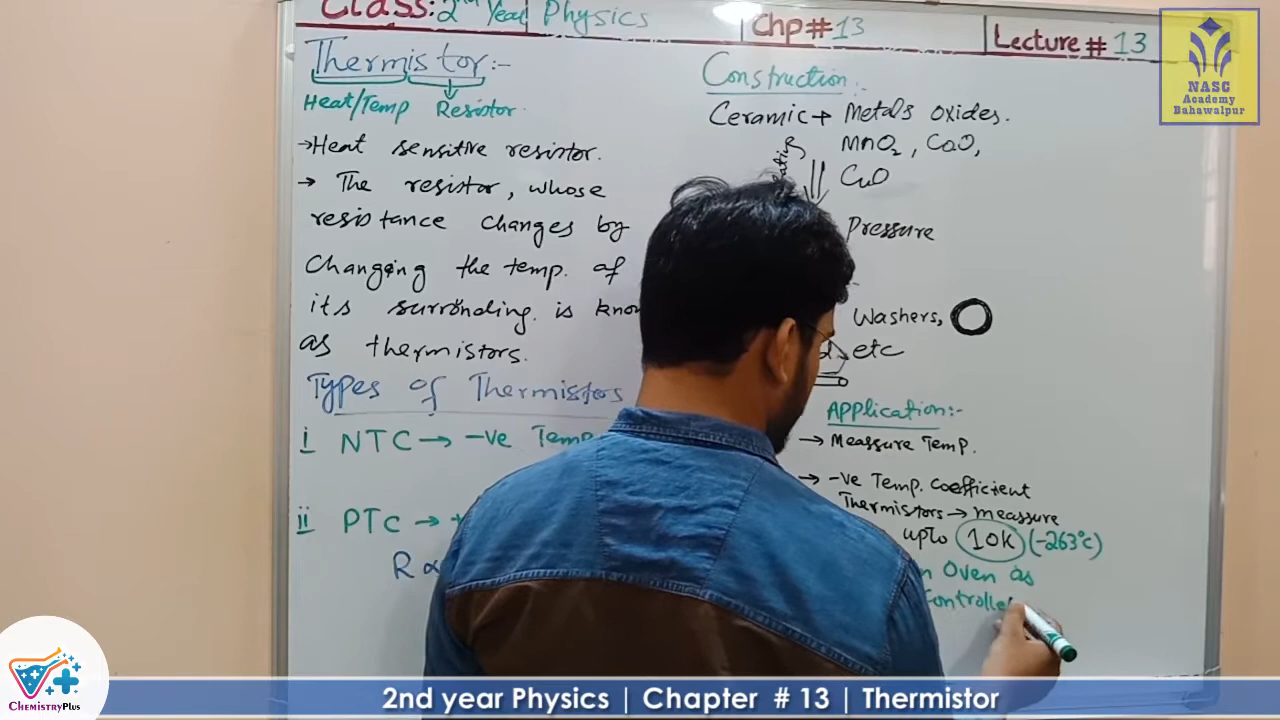 Class: 2nd Year Physics Chp # 13 Lecture # 13
NASC
Academy
Bahawalpur
Thermistor:-
Heat/Temp Resistor
→ Heat sensitive resistor.
→ The resistor, whose
resistance changes by
Changing the temp. of
its surronding. is
as thermistors.
Types of Thermistors
i NTC → -Ve Temp
ii PTC → +
R ∝
Construction:-
Ceramic + Metals oxides.
MnO2, CaO,
CuO
Pressure
Washers,
etc
Application:-
→ Meassure Temp.
→ -Ve Temp. Coefficient
Thermistors → meassure
upto 10K (-263°C)
Oven as
Controlle
ChemistryPlus
2nd year Physics | Chapter # 13 | Thermistor